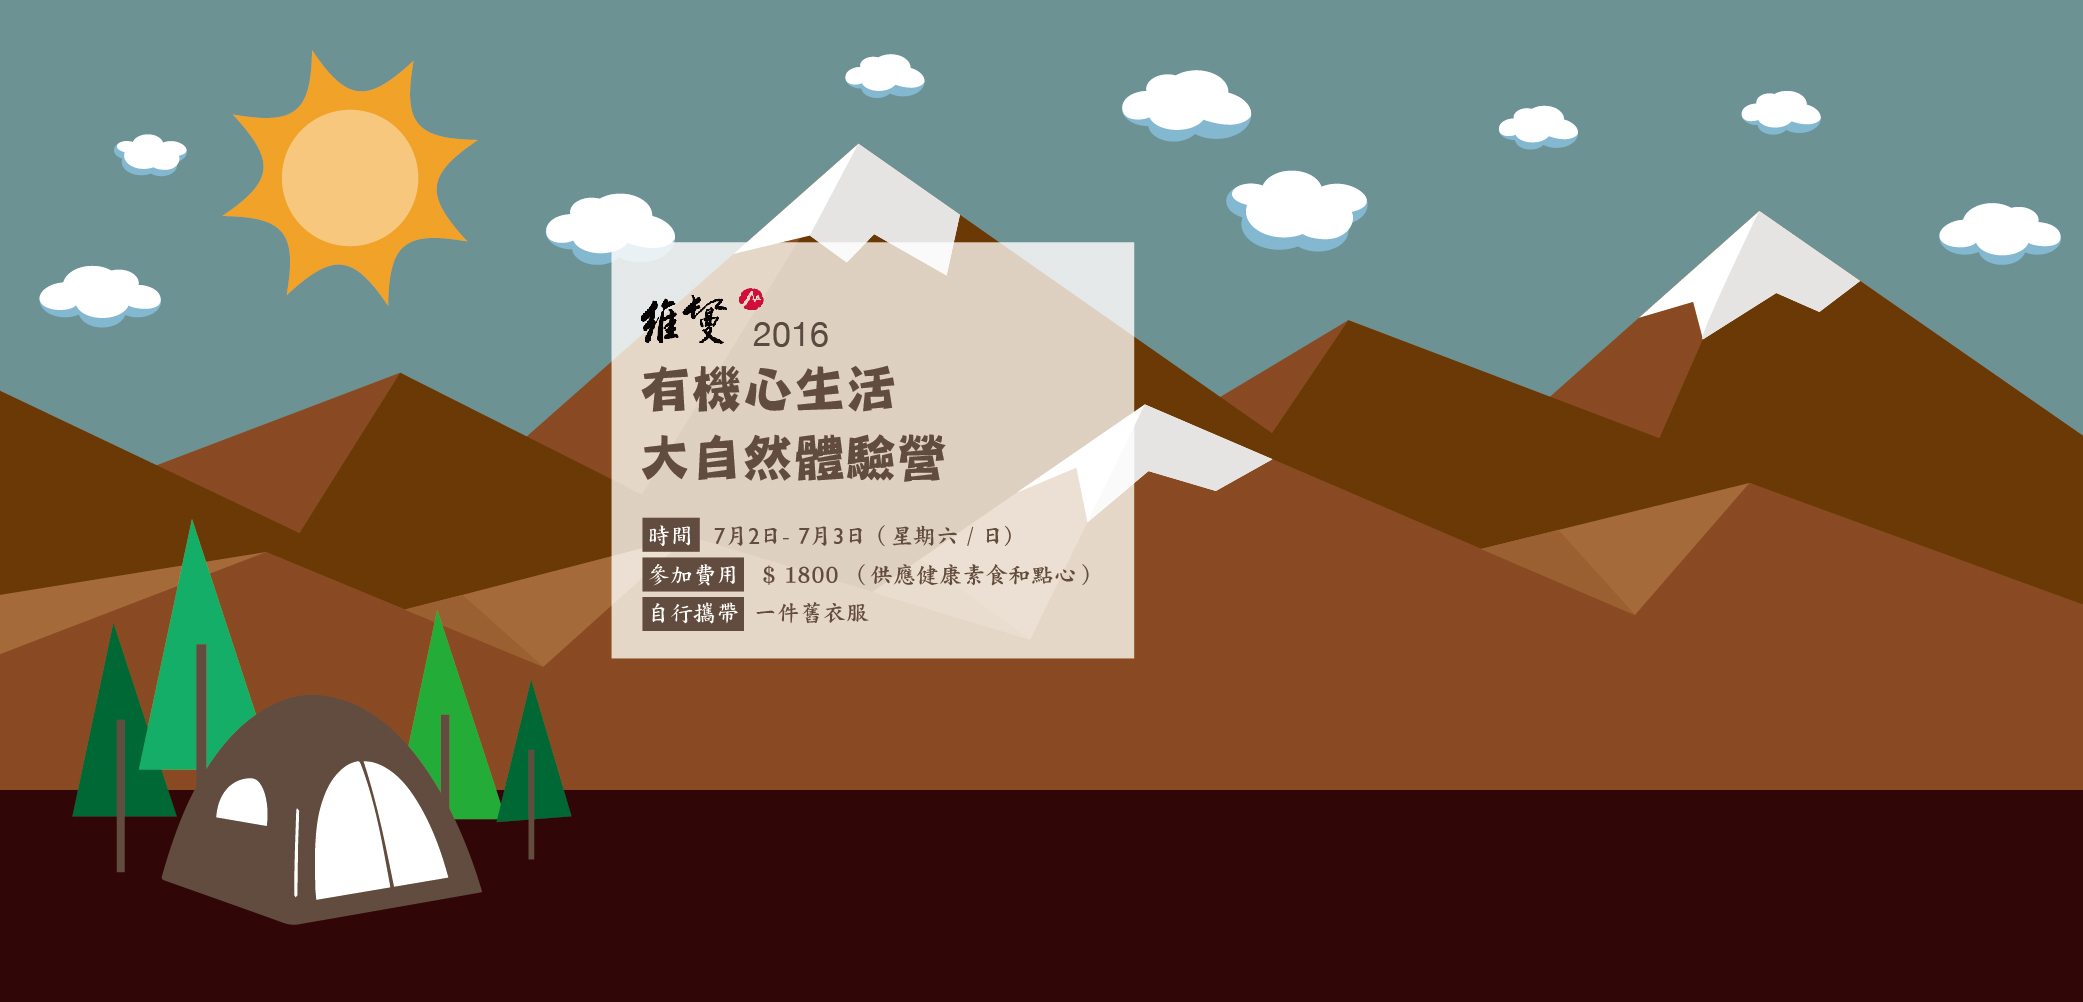 維鬘 2016
有機心生活
大自然體驗營
時間 7月2日- 7月3日（星期六 / 日）
參加費用 $ 1800 （供應健康素食和點心）
自行攜帶 一件舊衣服